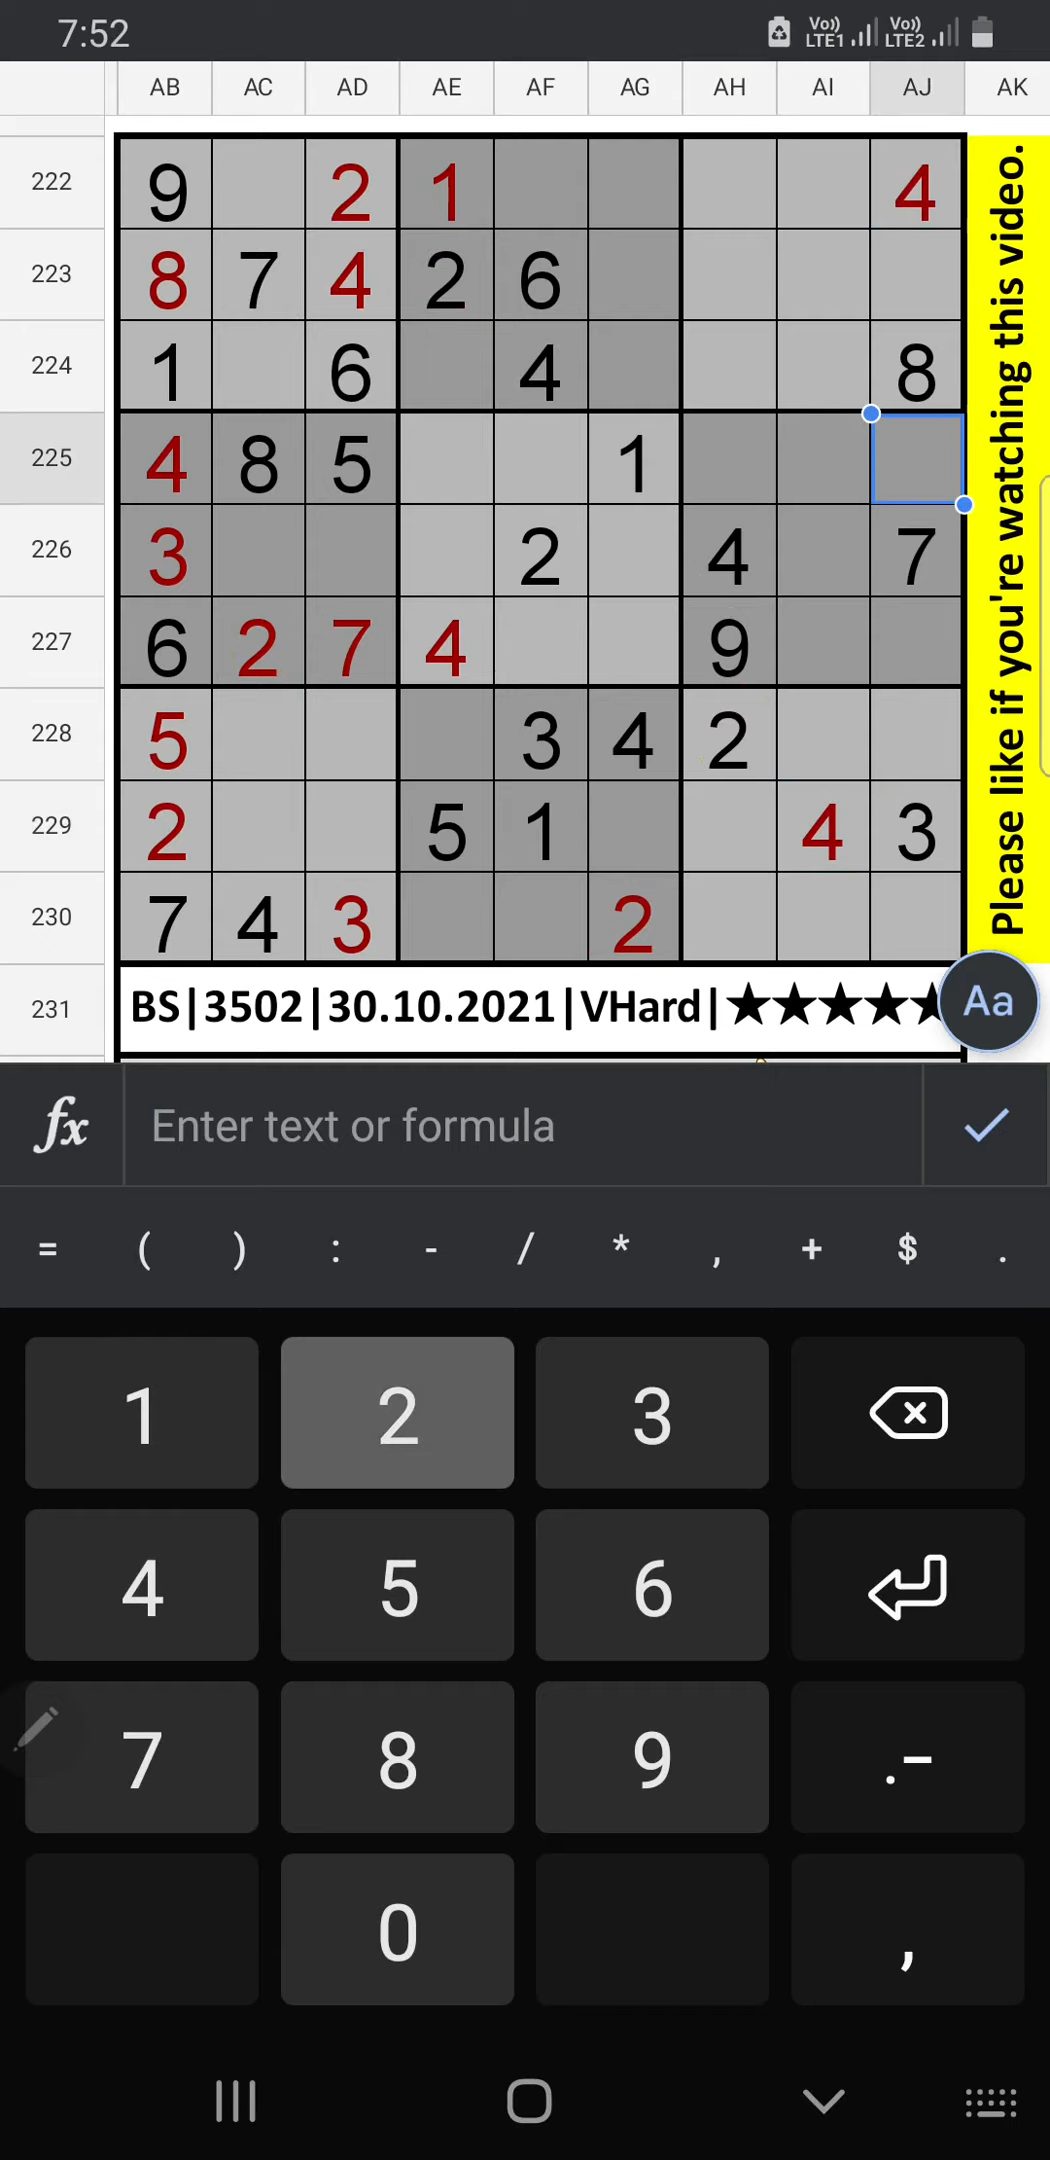 7:52
Vo)) LTE1 Vo)) LTE2
AB AC AD AE AF AG AH AI AJ AK
222 9 2 1 4
223 8 7 4 2 6
224 1 6 4 8
225 4 8 5 1
226 3 2 4 7
227 6 2 7 4 9
228 5 3 4 2
229 2 5 1 4 3
230 7 4 3 2
Please like if you're watching this video.
231 BS|3502|30.10.2021|VHard|★★★★★
Aa
fx Enter text or formula
= ( ) : - / * , + $ .
1 2 3
4 5 6
7 8 9 .-
0 ,